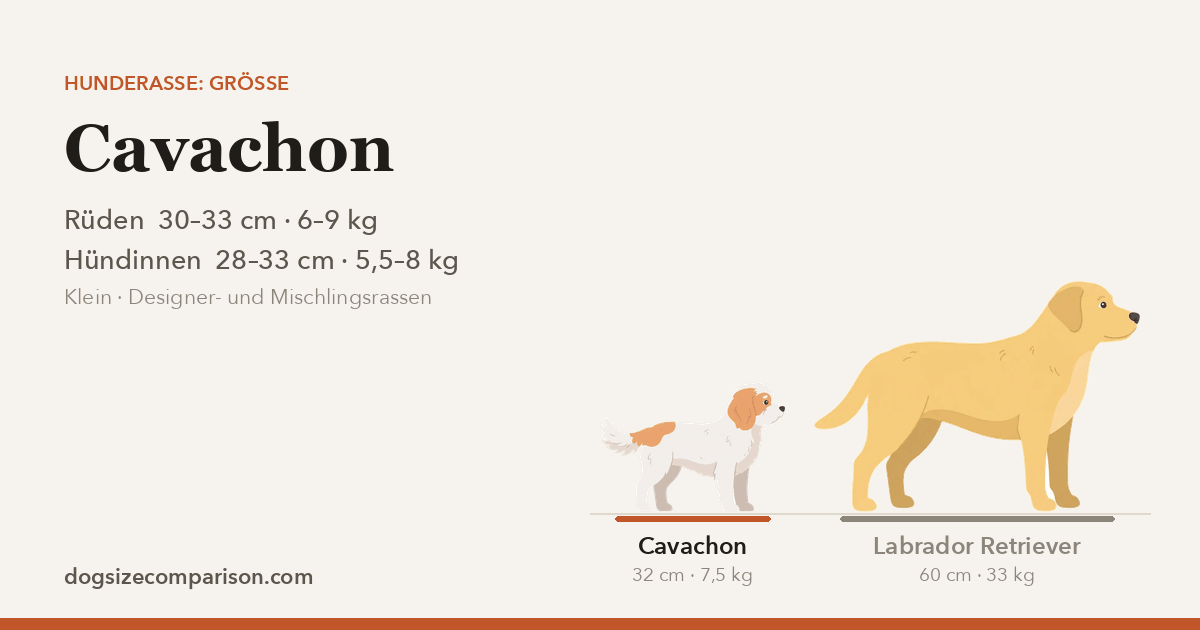 HUNDERASSE: GRÖSSE
Cavachon
Rüden 30–33 cm · 6–9 kg
Hündinnen 28–33 cm · 5,5–8 kg
Klein · Designer- und Mischlingsrassen
Cavachon
32 cm · 7,5 kg
Labrador Retriever
60 cm · 33 kg
dogsizecomparison.com